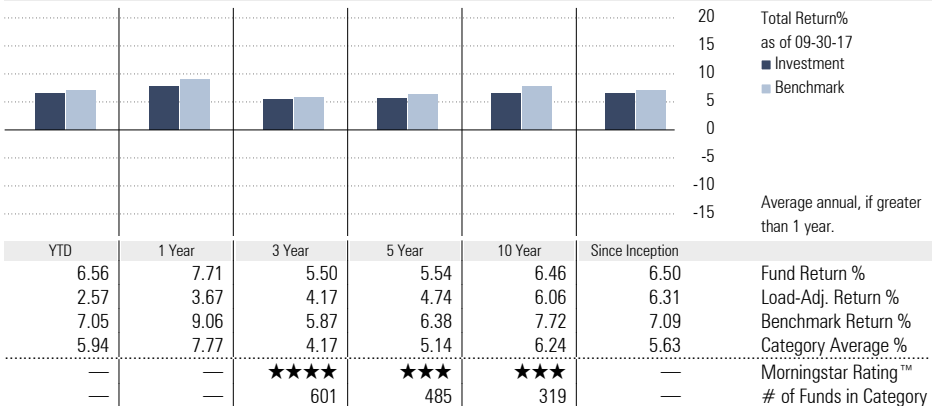 20
15
10
5
0
-5
-10
-15
Total Return%
as of 09-30-17
Investment
Benchmark
Average annual, if greater
than 1 year.
YTD 1 Year 3 Year 5 Year 10 Year Since Inception
6.56 7.71 5.50 5.54 6.46 6.50 Fund Return %
2.57 3.67 4.17 4.74 6.06 6.31 Load-Adj. Return %
7.05 9.06 5.87 6.38 7.72 7.09 Benchmark Return %
5.94 7.77 4.17 5.14 6.24 5.63 Category Average %
— — ★★★★ ★★★ ★★★ — Morningstar Rating™
— — 601 485 319 — # of Funds in Category